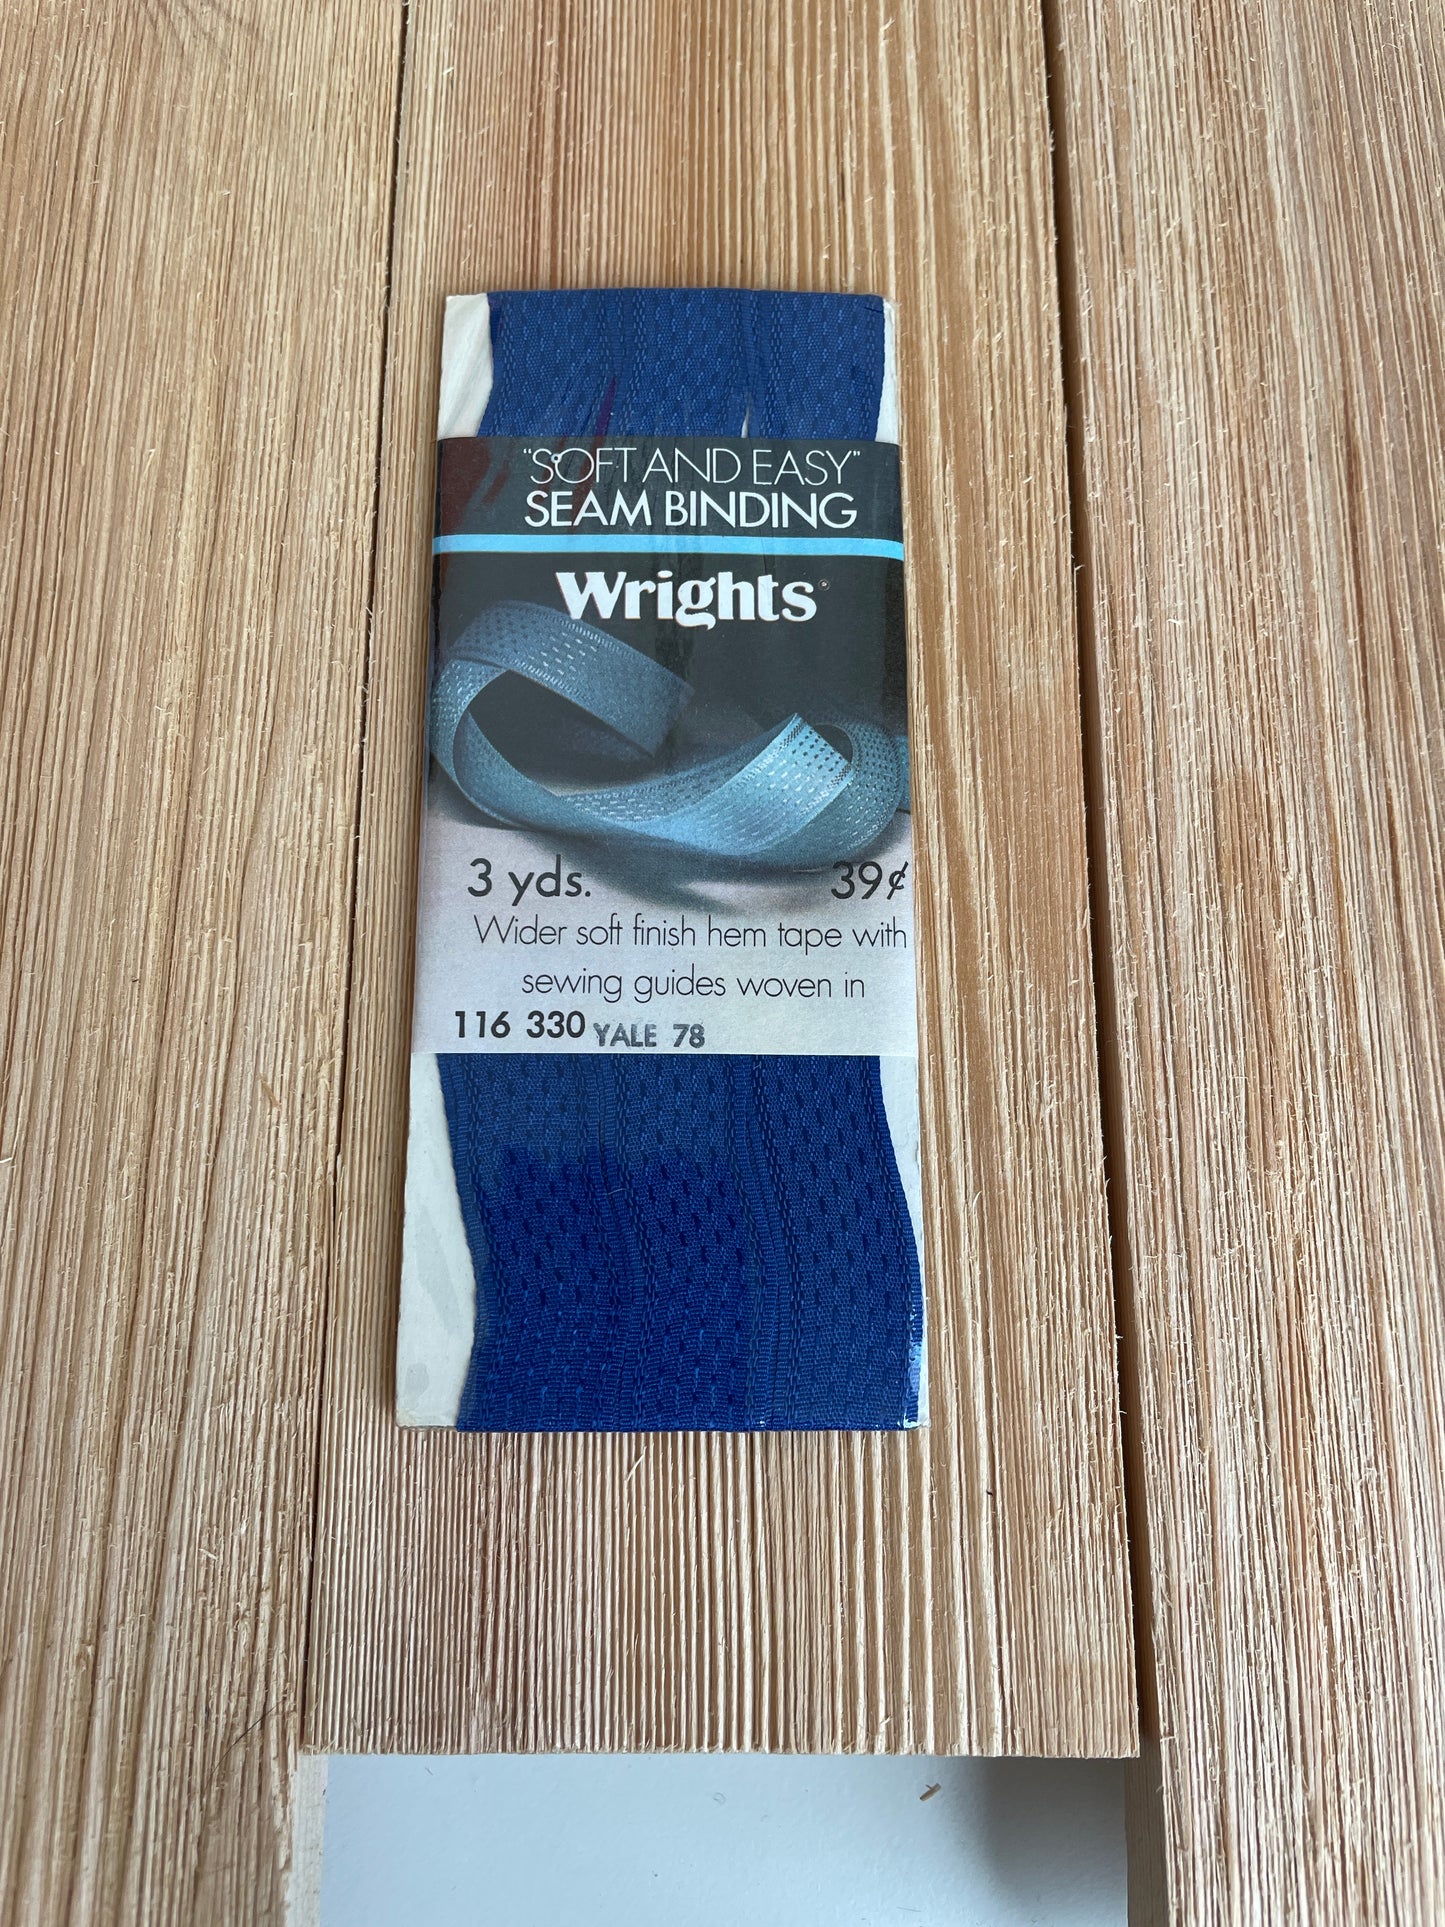 "SOFT AND EASY"
SEAM BINDING
Wrights®
3 yds. 39¢
Wider soft finish hem tape with
sewing guides woven in
116 330 YALE 78